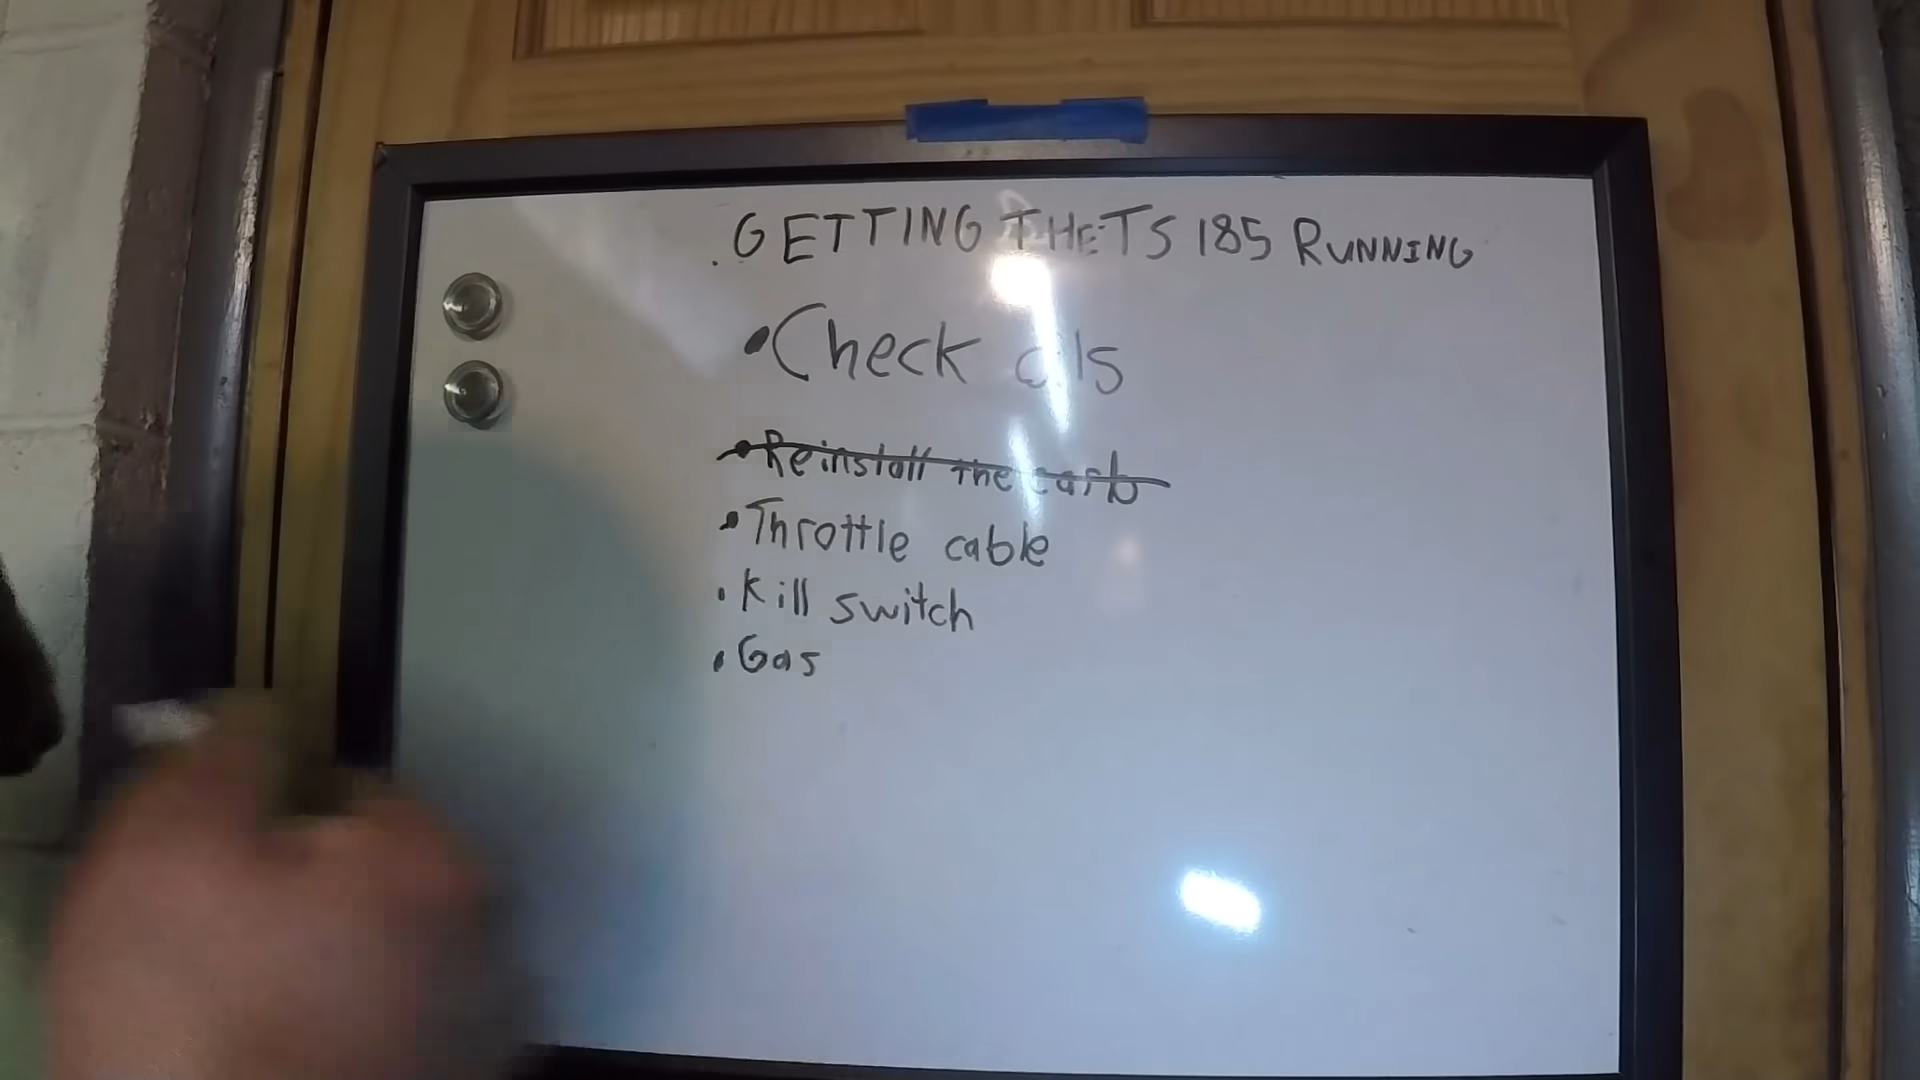 .GETTING THE TS 185 RUNNING
•Check oils
•Reinstall the carb
•Throttle cable
•Kill switch
•Gas